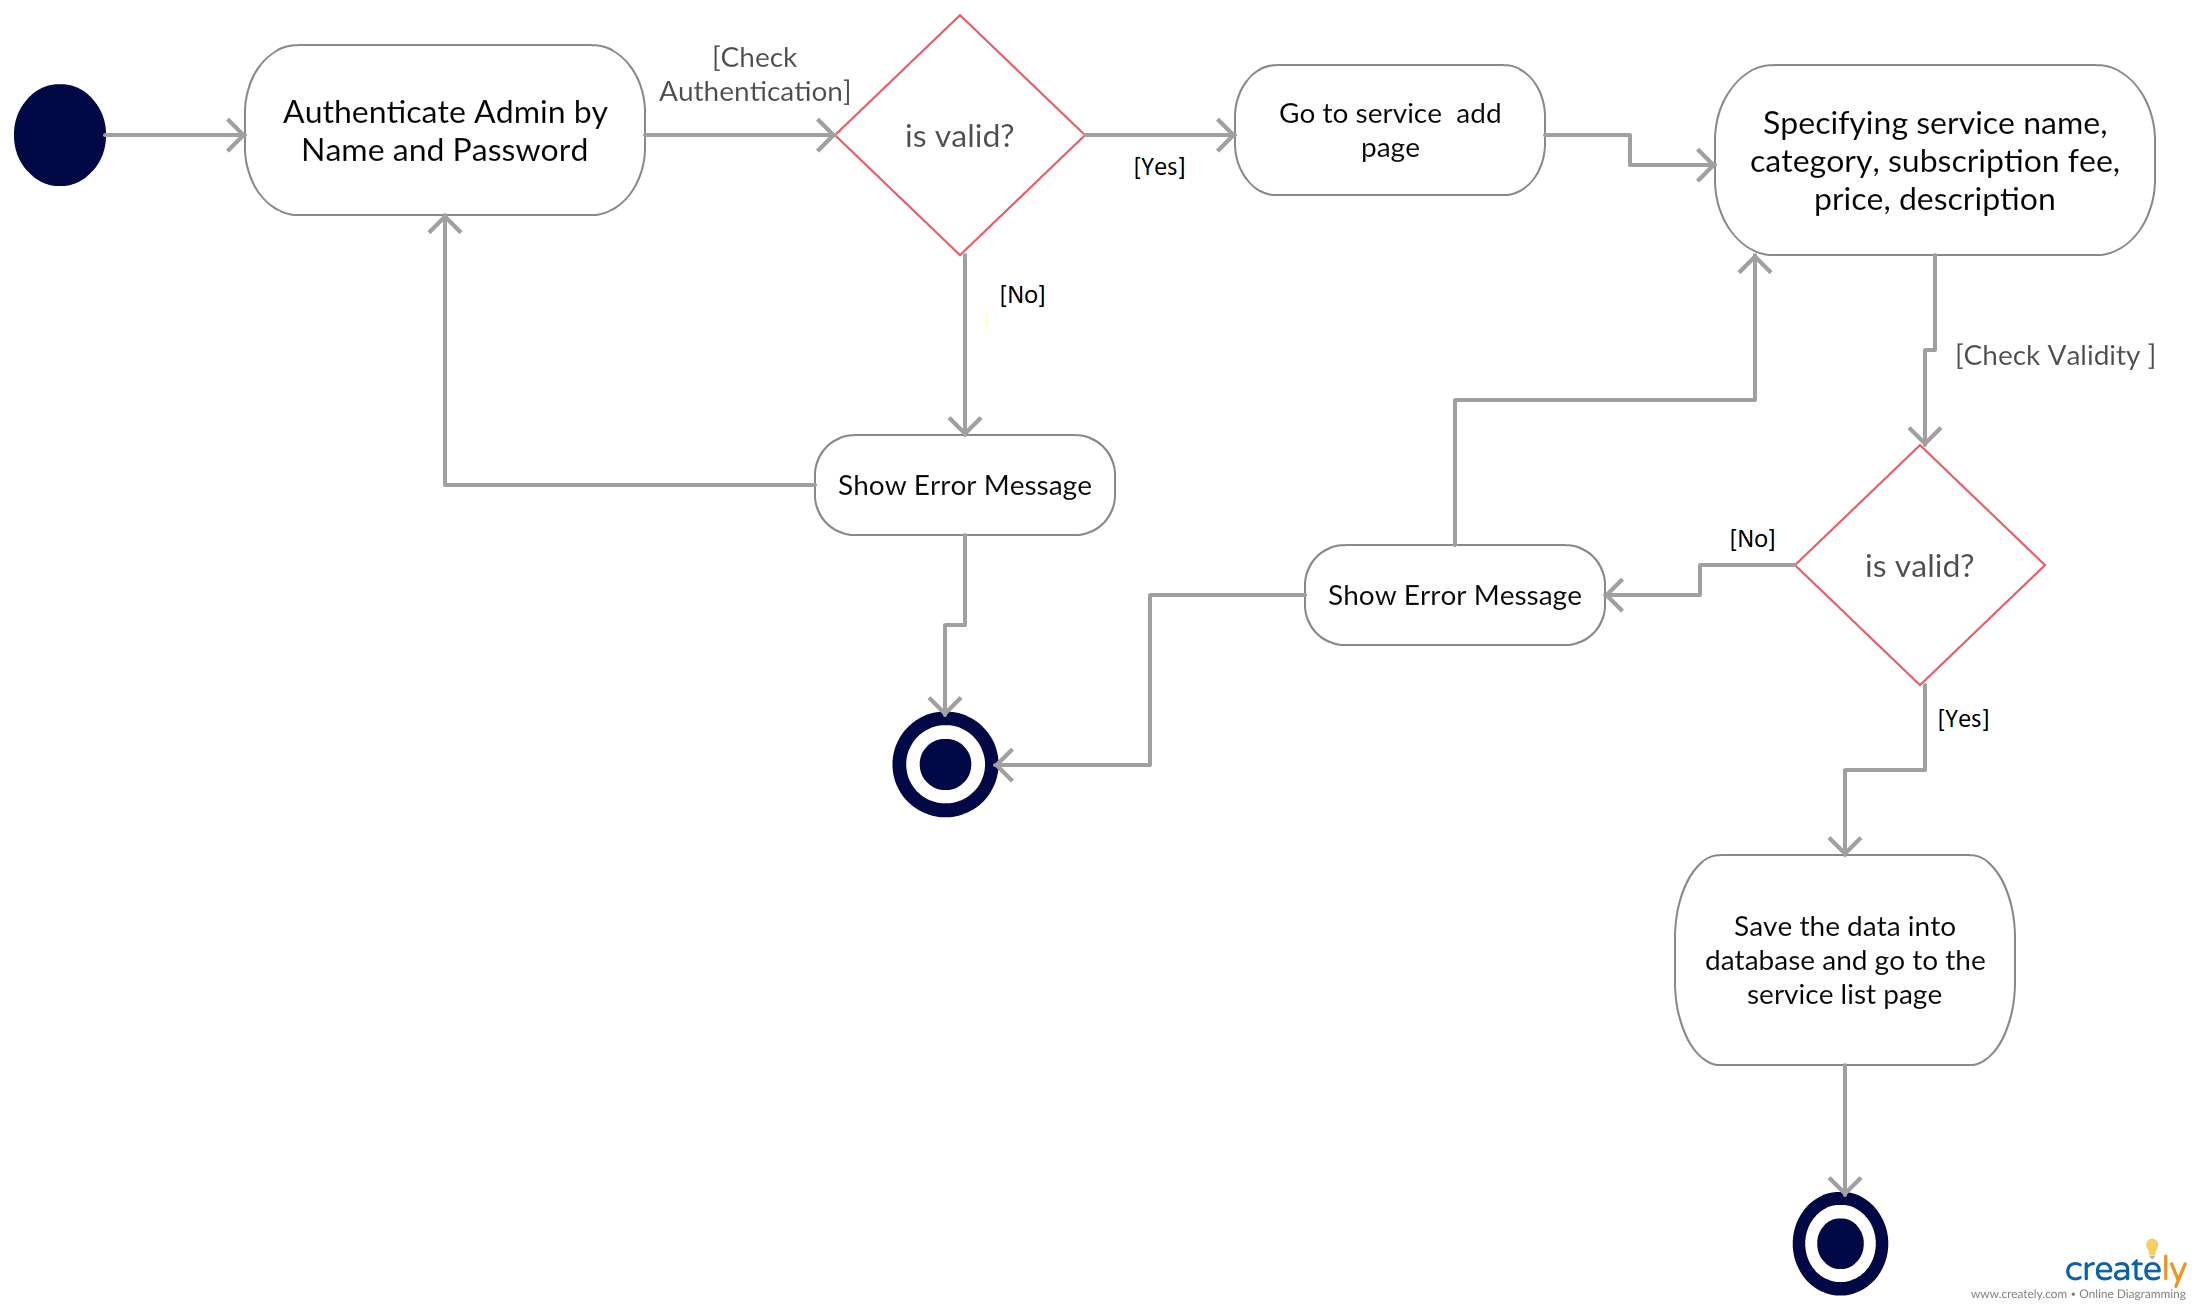 Authenticate Admin by
Name and Password
[Check
Authentication]
is valid?
[Yes]
Go to service  add
page
Specifying service name,
category, subscription fee,
price, description
[No]
[Check Validity ]
Show Error Message
is valid?
[No]
Show Error Message
[Yes]
Save the data into
database and go to the
service list page
creately
www.creately.com • Online Diagramming